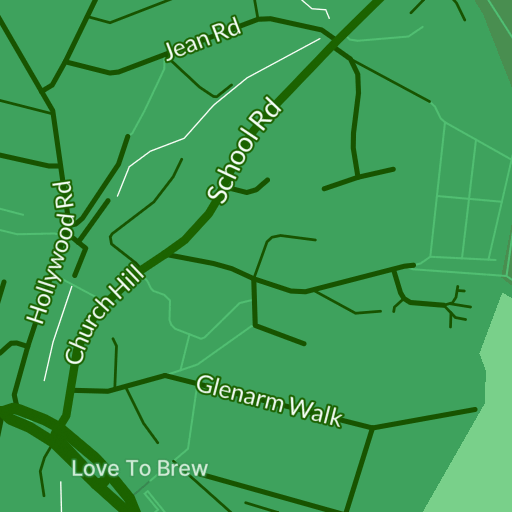 Jean Rd
School Rd
Hollywood Rd
Church Hill
Glenarm Walk
Love To Brew